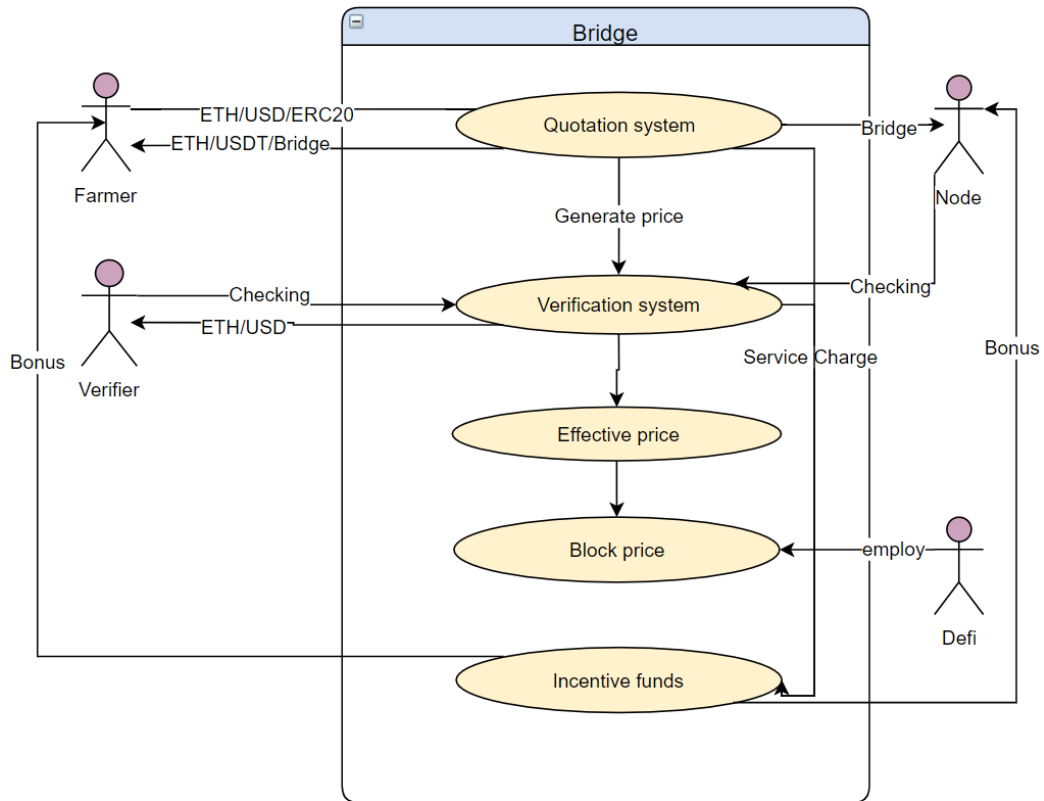 Bridge
ETH/USD/ERC20
Quotation system
Bridge
ETH/USDT/Bridge
Farmer
Node
Generate price
Checking
Verification system
Checking
ETH/USD
Bonus
Service Charge
Bonus
Verifier
Effective price
Block price
employ
Defi
Incentive funds